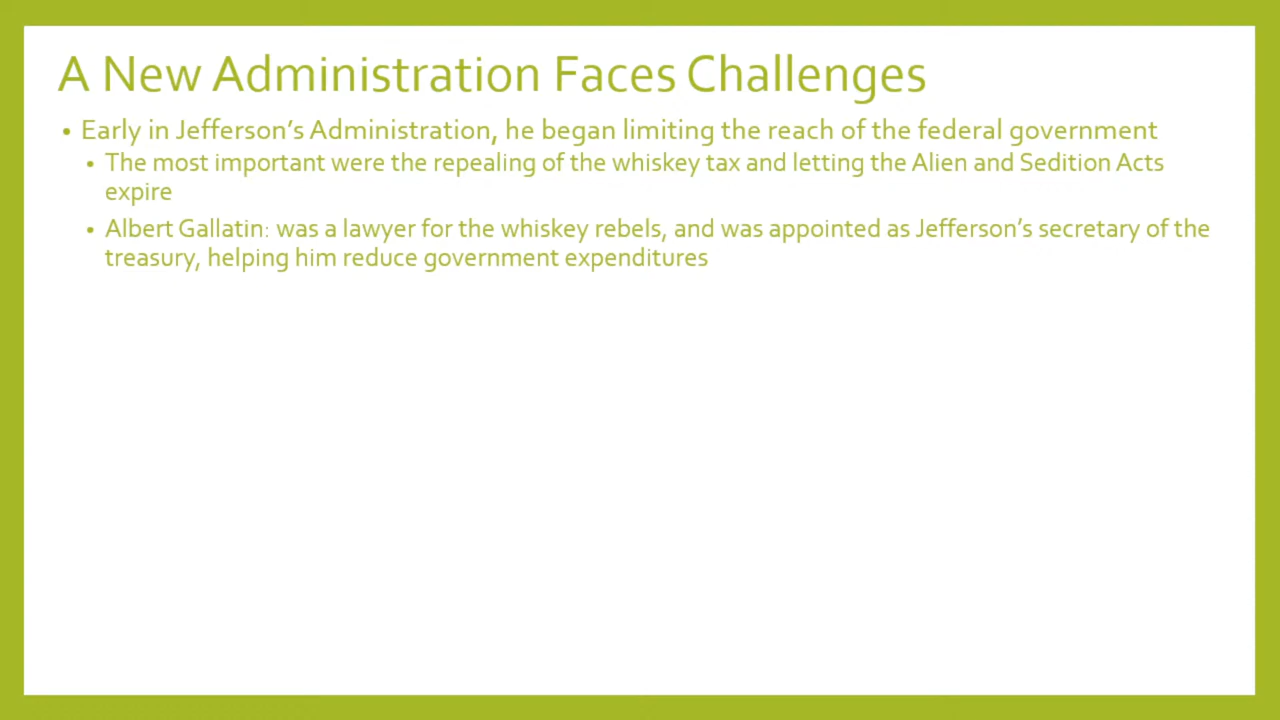 A New Administration Faces Challenges
• Early in Jefferson’s Administration, he began limiting the reach of the federal government
• The most important were the repealing of the whiskey tax and letting the Alien and Sedition Acts
expire
• Albert Gallatin: was a lawyer for the whiskey rebels, and was appointed as Jefferson’s secretary of the
treasury, helping him reduce government expenditures